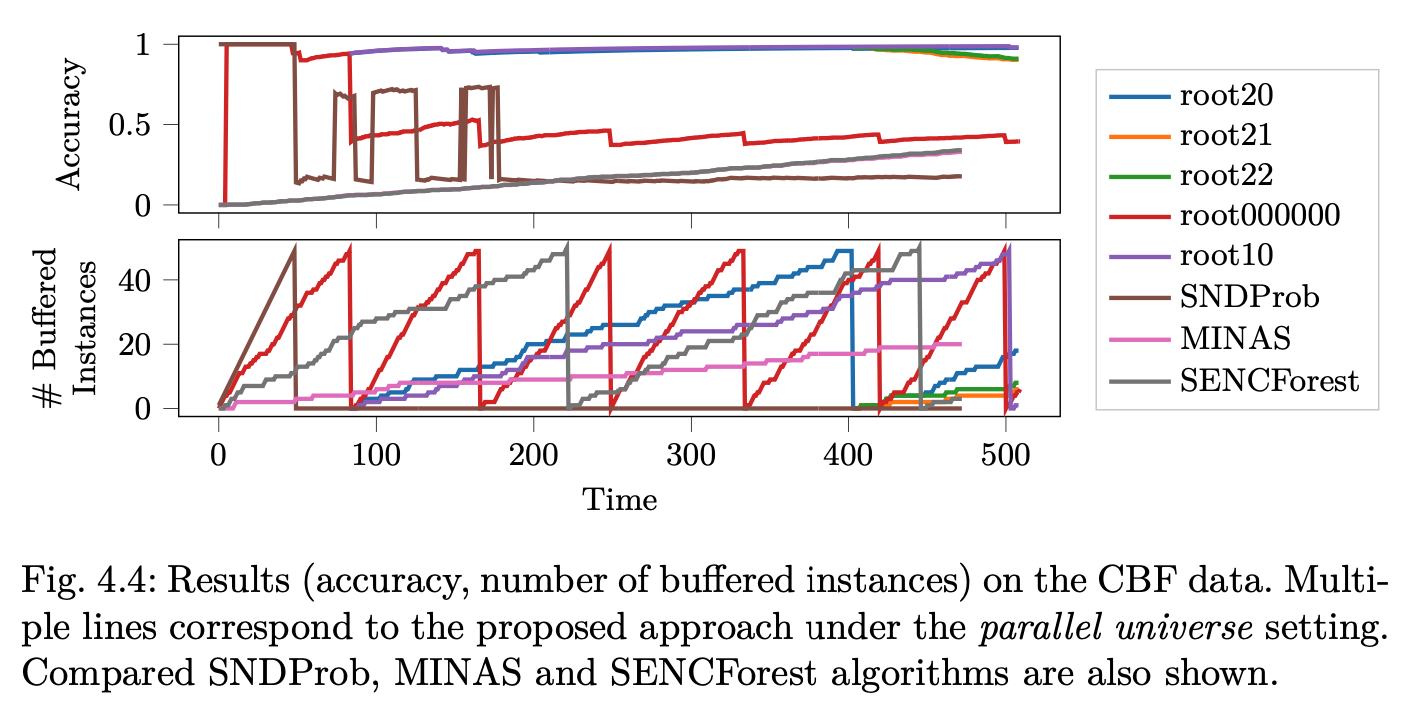 Accuracy
1
0.5
0
# Buffered
Instances
40
20
0
0 100 200 300 400 500
Time
root20
root21
root22
root000000
root10
SNDProb
MINAS
SENCForest
Fig. 4.4: Results (accuracy, number of buffered instances) on the CBF data. Multi-
ple lines correspond to the proposed approach under the parallel universe setting.
Compared SNDProb, MINAS and SENCForest algorithms are also shown.